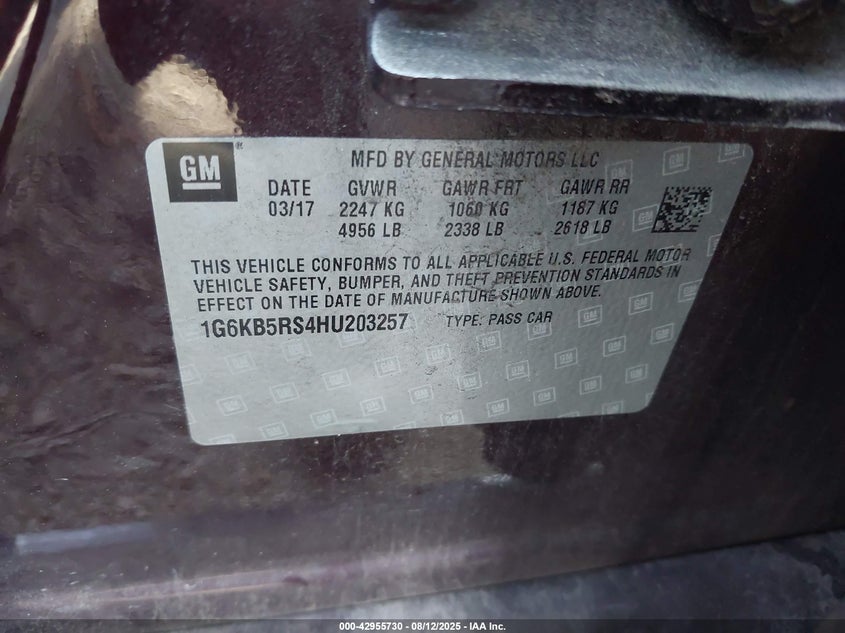 GM ®
MFD BY GENERAL MOTORS LLC
DATE GVWR GAWR FRT GAWR RR
03/17 2247 KG 1060 KG 1187 KG
4956 LB 2338 LB 2618 LB
THIS VEHICLE CONFORMS TO ALL APPLICABLE U.S. FEDERAL MOTOR
VEHICLE SAFETY, BUMPER, AND THEFT PREVENTION STANDARDS IN
EFFECT ON THE DATE OF MANUFACTURE SHOWN ABOVE.
1G6KB5RS4HU203257 TYPE: PASS CAR
000-42955730 - 08/12/2025 - IAA Inc.